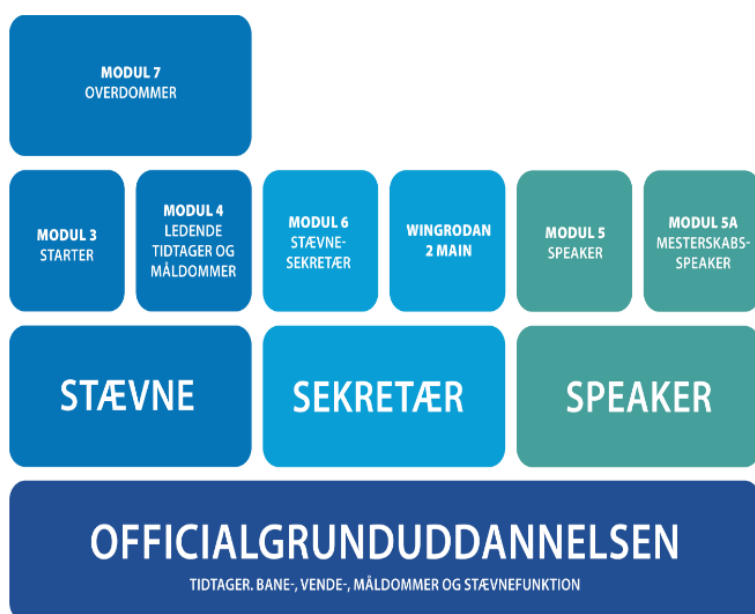 MODUL 7
OVERDOMMER
MODUL 3
STARTER
MODUL 4
LEDENDE
TIDTAGER OG
MÅLDOMMER
MODUL 6
STÆVNE-
SEKRETÆR
WINGRODAN
2 MAIN
MODUL 5
SPEAKER
MODUL 5A
MESTERSKABS-
SPEAKER
STÆVNE
SEKRETÆR
SPEAKER
OFFICIALGRUNDUDDANNELSEN
TIDTAGER. BANE-, VENDE-, MÅLDOMMER OG STÆVNEFUNKTION